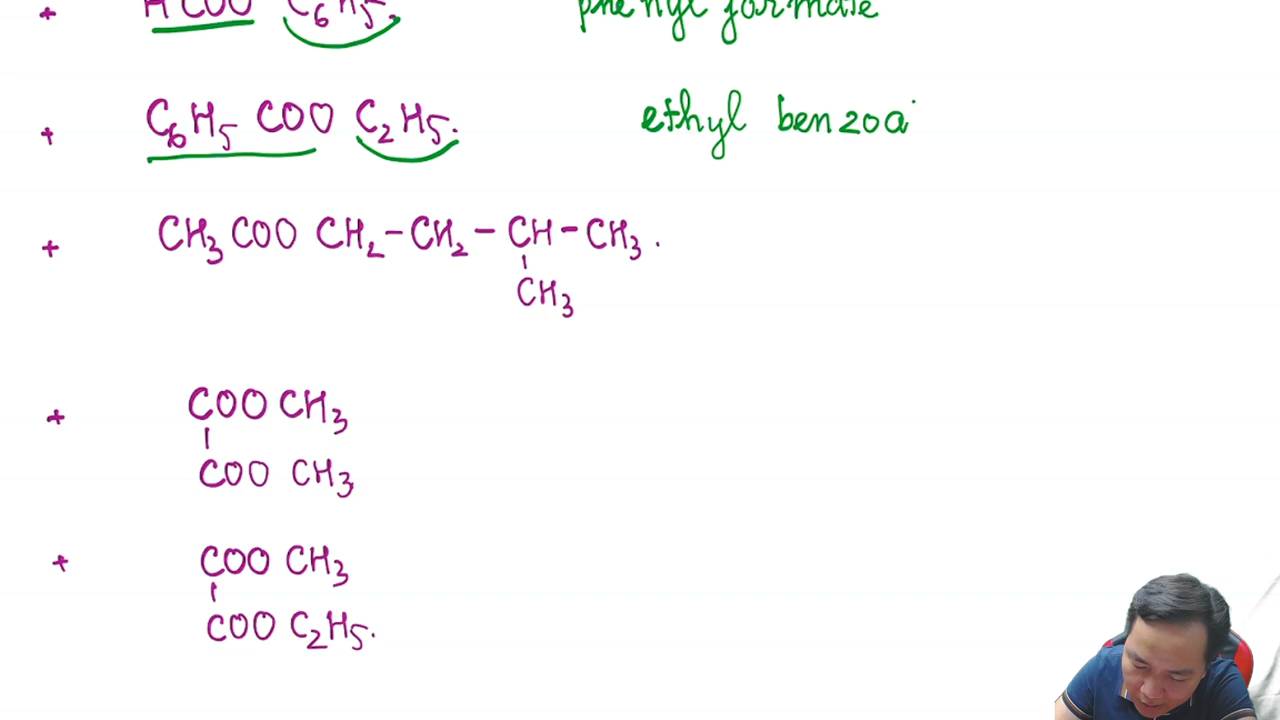 + HCOO C6H5. phenyl formate
+ C6H5 COO C2H5. ethyl benzoa
+ CH3 COO CH2 - CH2 - CH - CH3.
CH3
+ COO CH3
COO CH3
+ COO CH3
COO C2H5.